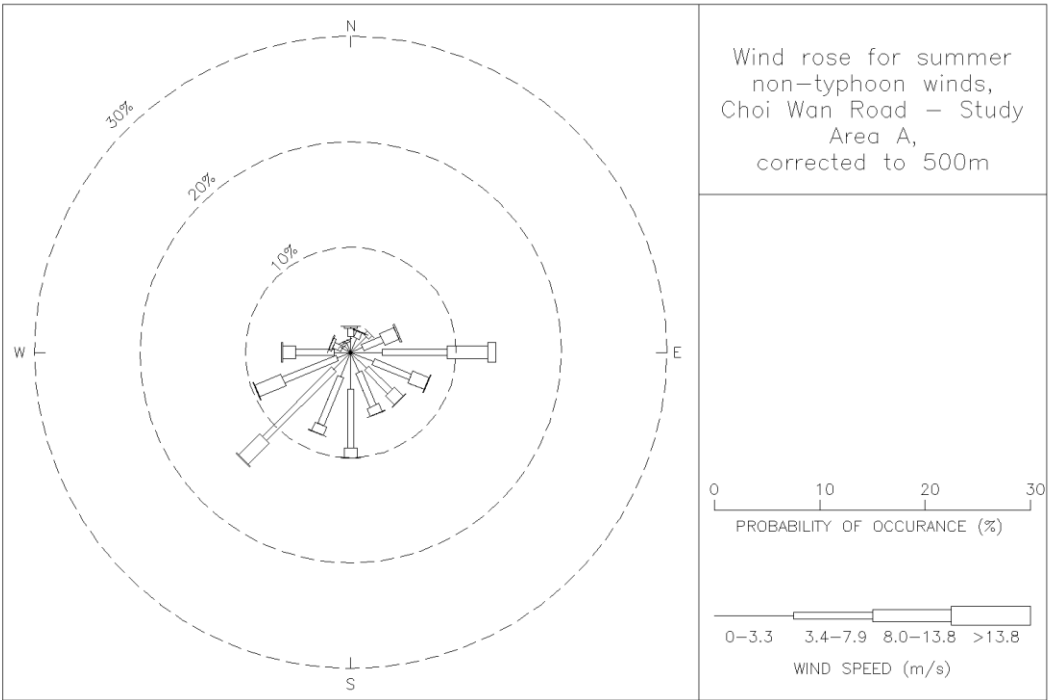 N
30%
20%
10%
W
E
S
Wind rose for summer
non-typhoon winds,
Choi Wan Road - Study
Area A,
corrected to 500m
0 10 20 30
PROBABILITY OF OCCURANCE (%)
0-3.3 3.4-7.9 8.0-13.8 >13.8
WIND SPEED (m/s)